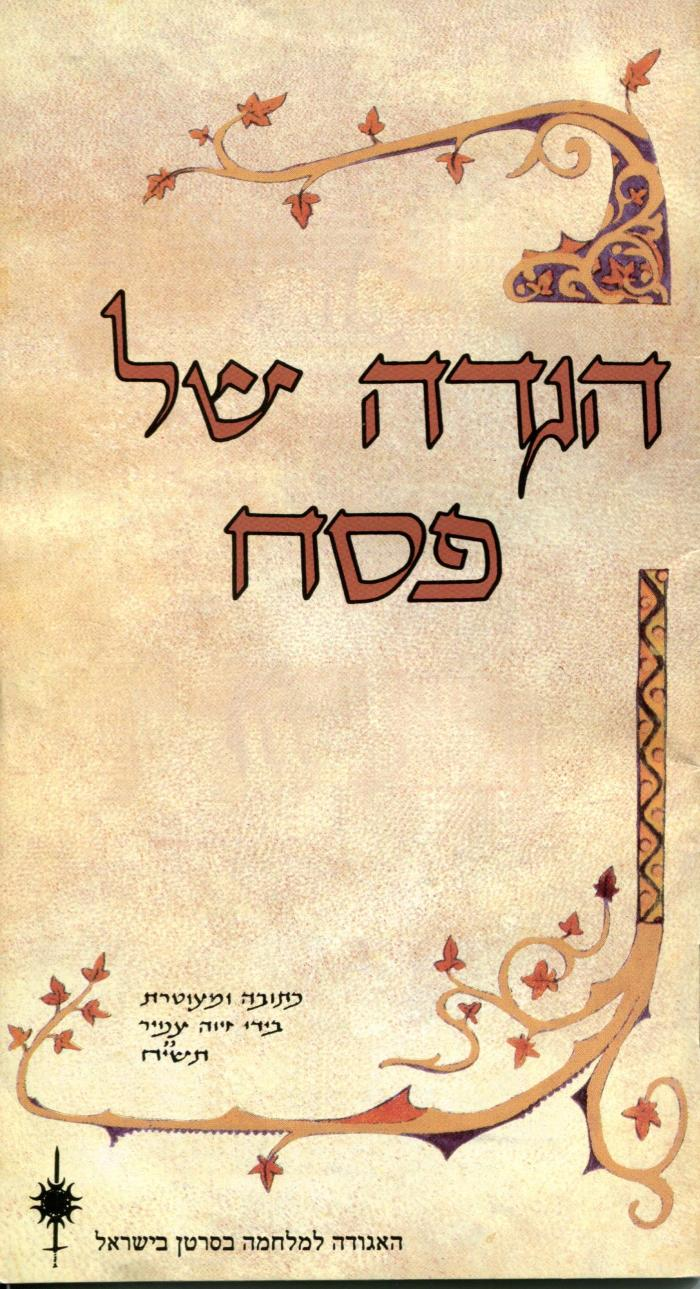 הגדה של
פסח
כתובה ומעוטרת
בידי זיוה עמיר
תשי״ח
האגודה למלחמה בסרטן בישראל